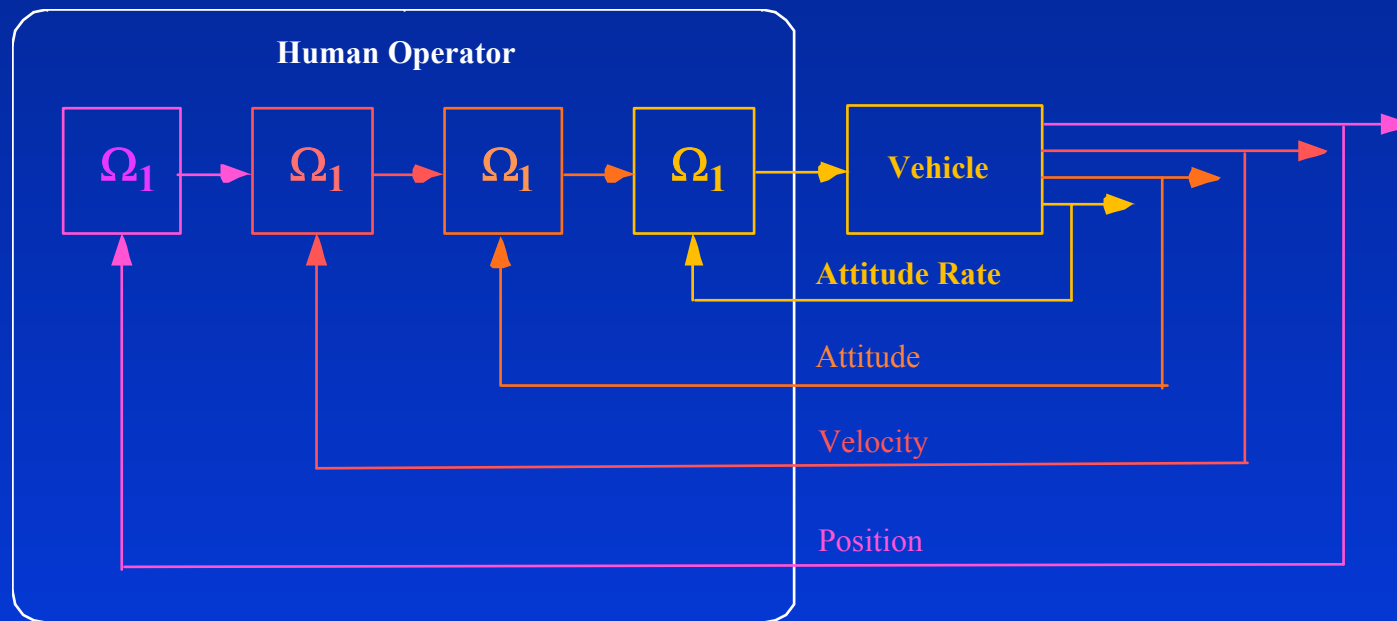 Human Operator
Ω₁ Ω₁ Ω₁ Ω₁ Vehicle
Attitude Rate
Attitude
Velocity
Position